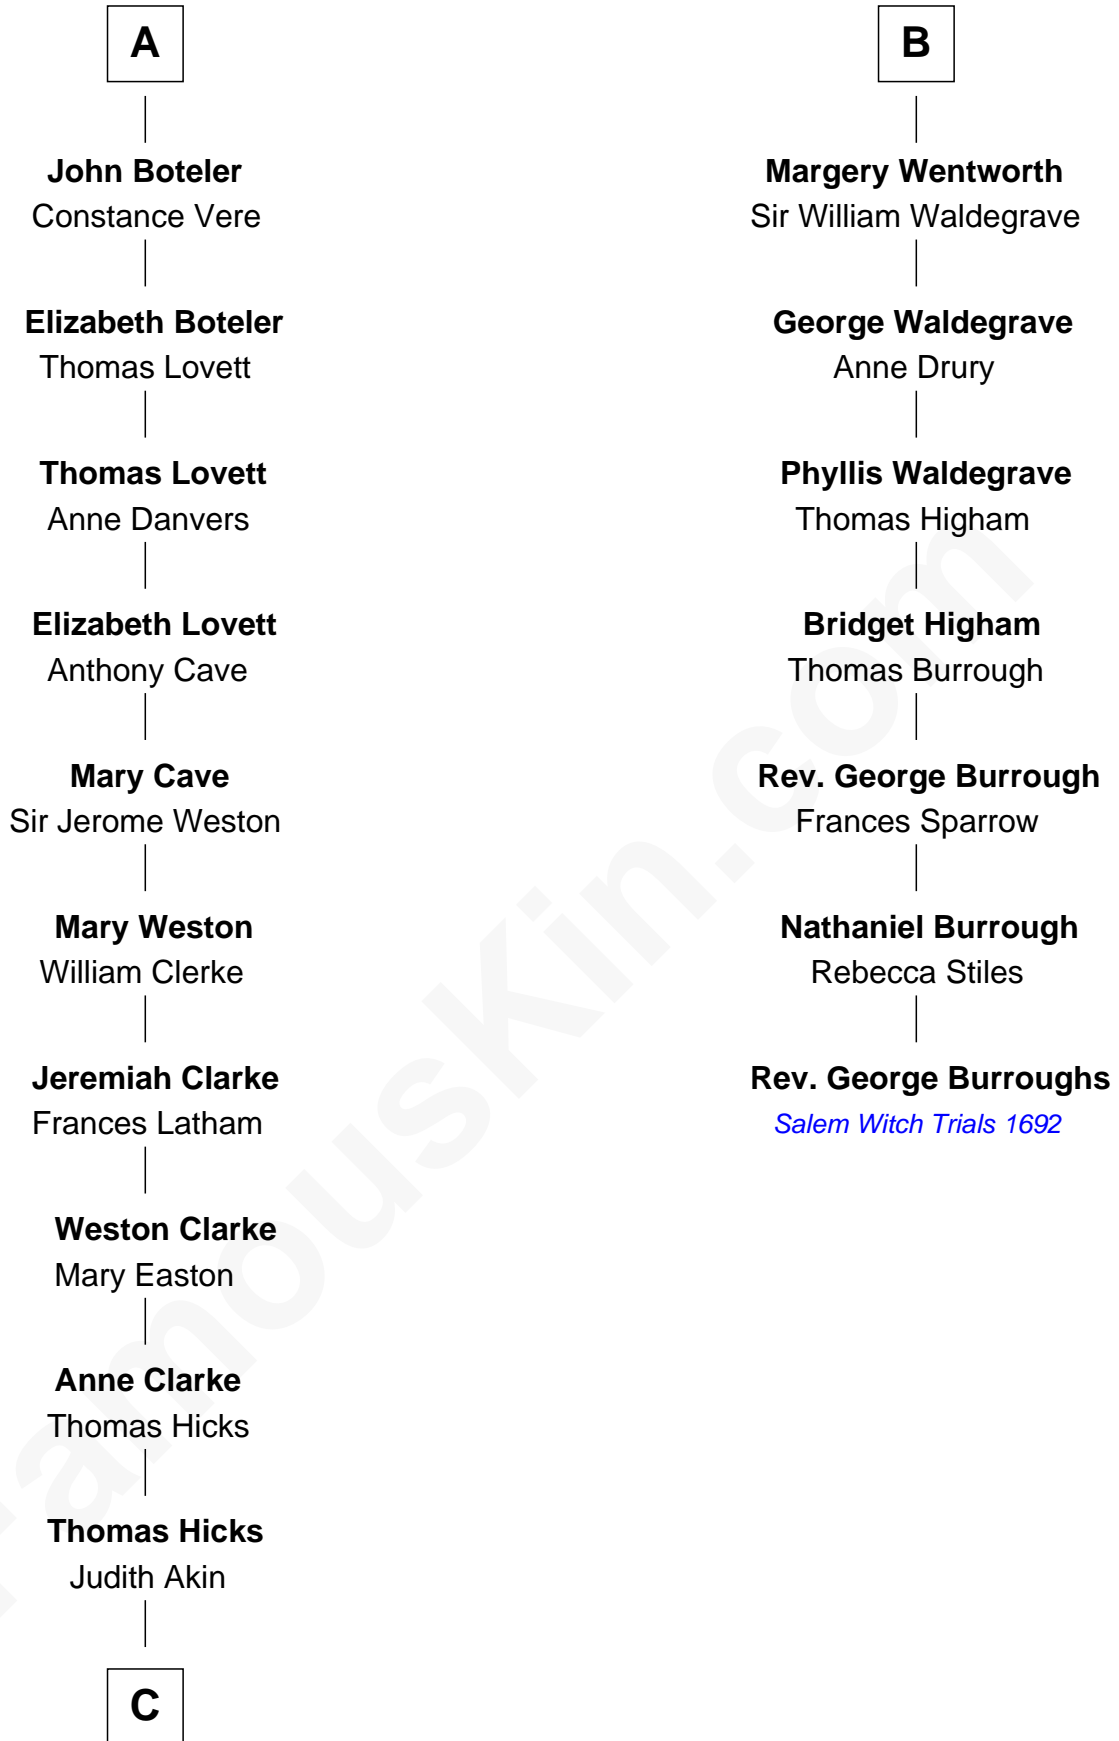 A
John Boteler
Constance Vere
Elizabeth Boteler
Thomas Lovett
Thomas Lovett
Anne Danvers
Elizabeth Lovett
Anthony Cave
Mary Cave
Sir Jerome Weston
Mary Weston
William Clerke
Jeremiah Clarke
Frances Latham
Weston Clarke
Mary Easton
Anne Clarke
Thomas Hicks
Thomas Hicks
Judith Akin
C
B
Margery Wentworth
Sir William Waldegrave
George Waldegrave
Anne Drury
Phyllis Waldegrave
Thomas Higham
Bridget Higham
Thomas Burrough
Rev. George Burrough
Frances Sparrow
Nathaniel Burrough
Rebecca Stiles
Rev. George Burroughs
Salem Witch Trials 1692
FamousKin.com